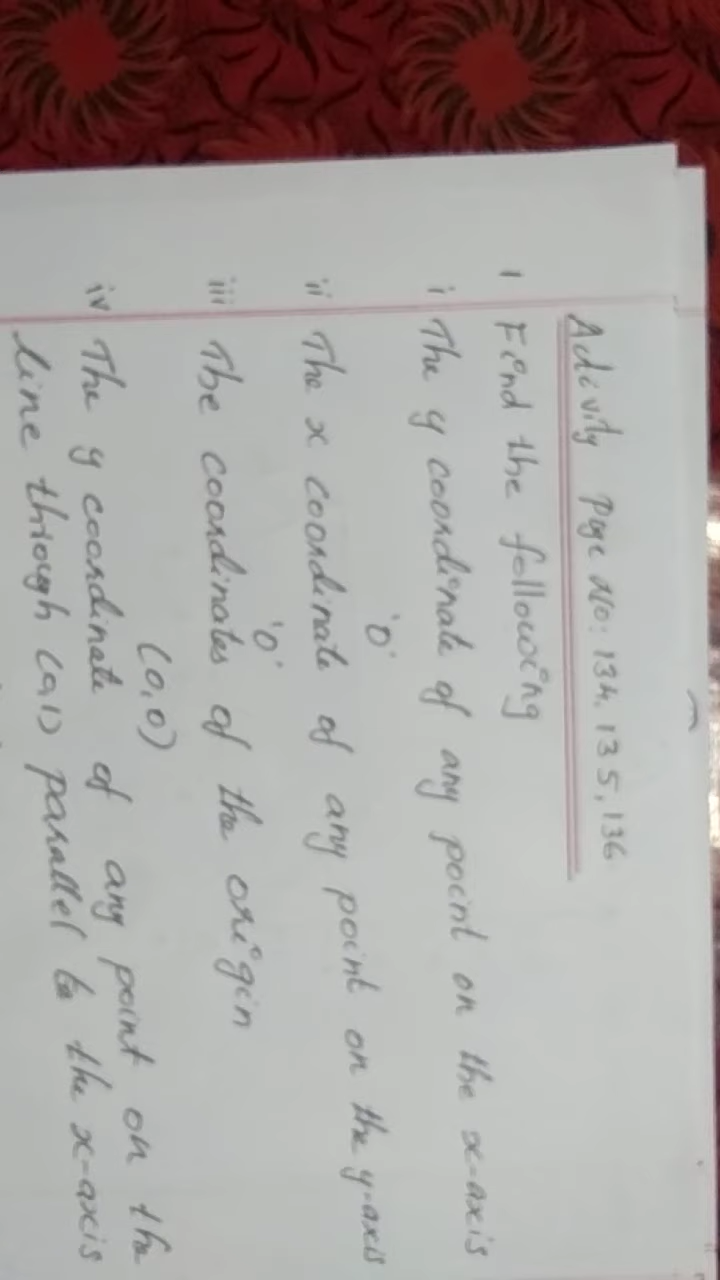 Activity Page No: 134, 135, 136
1 Find the following
i The y coordinate of any point on the x-axis
'0'
ii The x coordinate of any point on the y-axis
'0'
iii The coordinates of the origin
(0,0)
iv The y coordinate of any point on the
line through (0,1) parallel to the x-axis